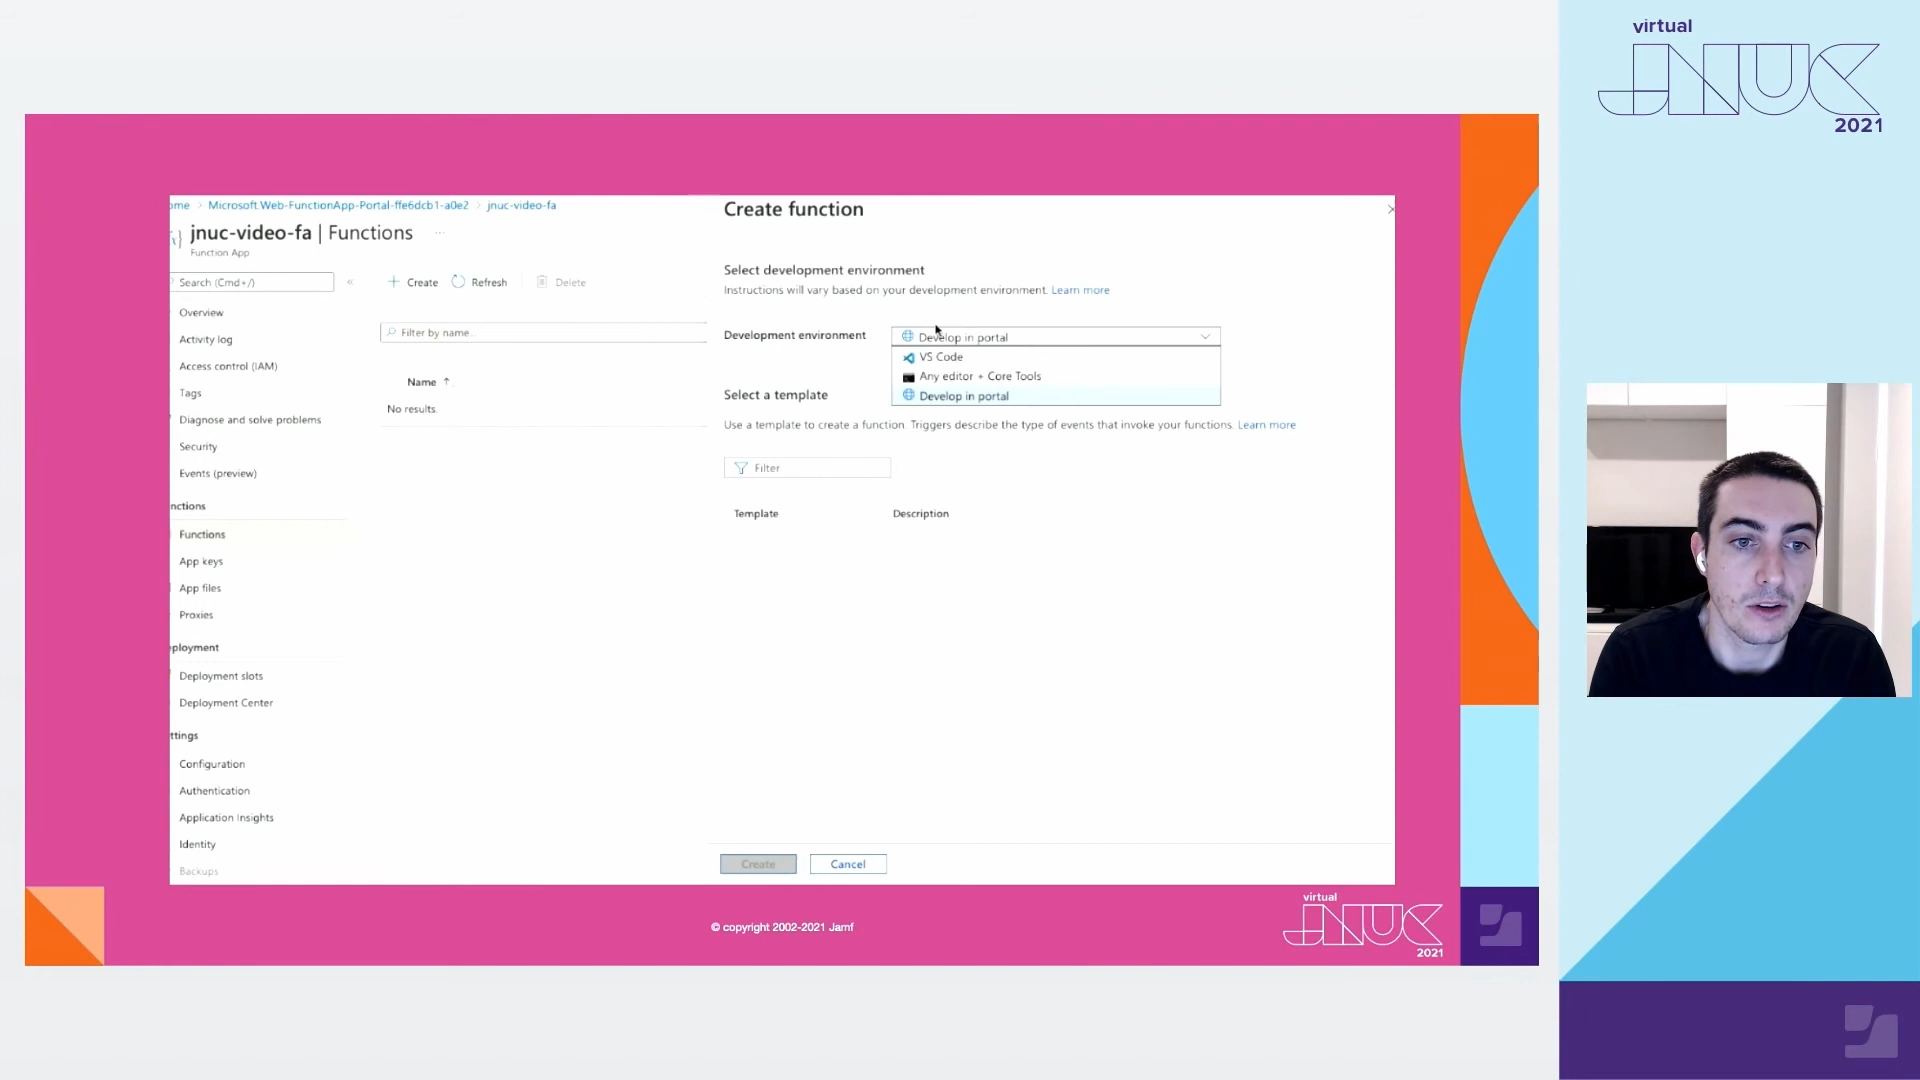 virtual
JNUC
2021
ome > Microsoft.Web-FunctionApp-Portal-ffe6dcb1-a0e2 > jnuc-video-fa
jnuc-video-fa | Functions ...
Function App
Search (Cmd+/) «
Overview
Activity log
Access control (IAM)
Tags
Diagnose and solve problems
Security
Events (preview)
nctions
Functions
App keys
App files
Proxies
ployment
Deployment slots
Deployment Center
ttings
Configuration
Authentication
Application Insights
Identity
Backups
+ Create Refresh Delete
Filter by name...
Name ↑
No results.
Create function
Select development environment
Instructions will vary based on your development environment. Learn more
Development environment
Develop in portal
VS Code
Any editor + Core Tools
Develop in portal
Select a template
Use a template to create a function. Triggers describe the type of events that invoke your functions. Learn more
Filter
Template Description
Create Cancel
© copyright 2002-2021 Jamf
virtual
JNUC
2021